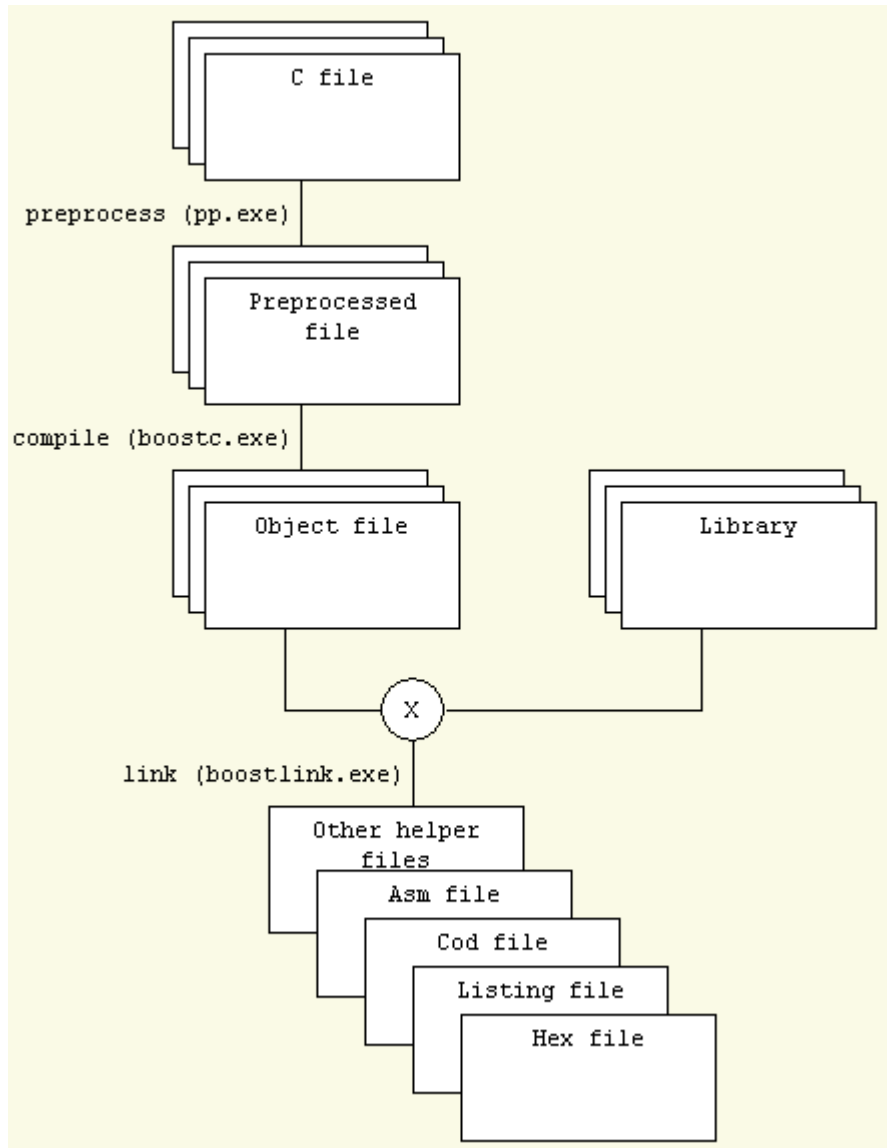 C file
preprocess (pp.exe)
Preprocessed
file
compile (boostc.exe)
Object file
Library
X
link (boostlink.exe)
Other helper
files
Asm file
Cod file
Listing file
Hex file